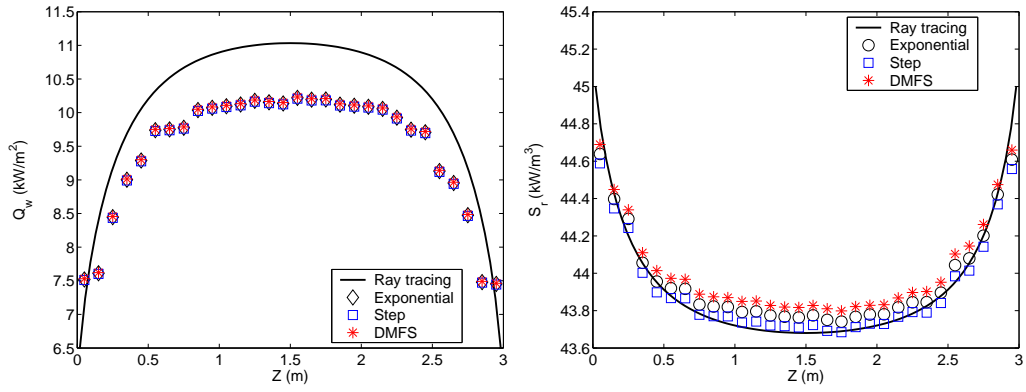 11.5
11
10.5
10
9.5
9
8.5
8
7.5
7
6.5
Q_w (kW/m^2)
0 0.5 1 1.5 2 2.5 3
Z (m)
Ray tracing
Exponential
Step
DMFS
45.4
45.2
45
44.8
44.6
44.4
44.2
44
43.8
43.6
S_r (kW/m^3)
0 0.5 1 1.5 2 2.5 3
Z (m)
Ray tracing
Exponential
Step
DMFS